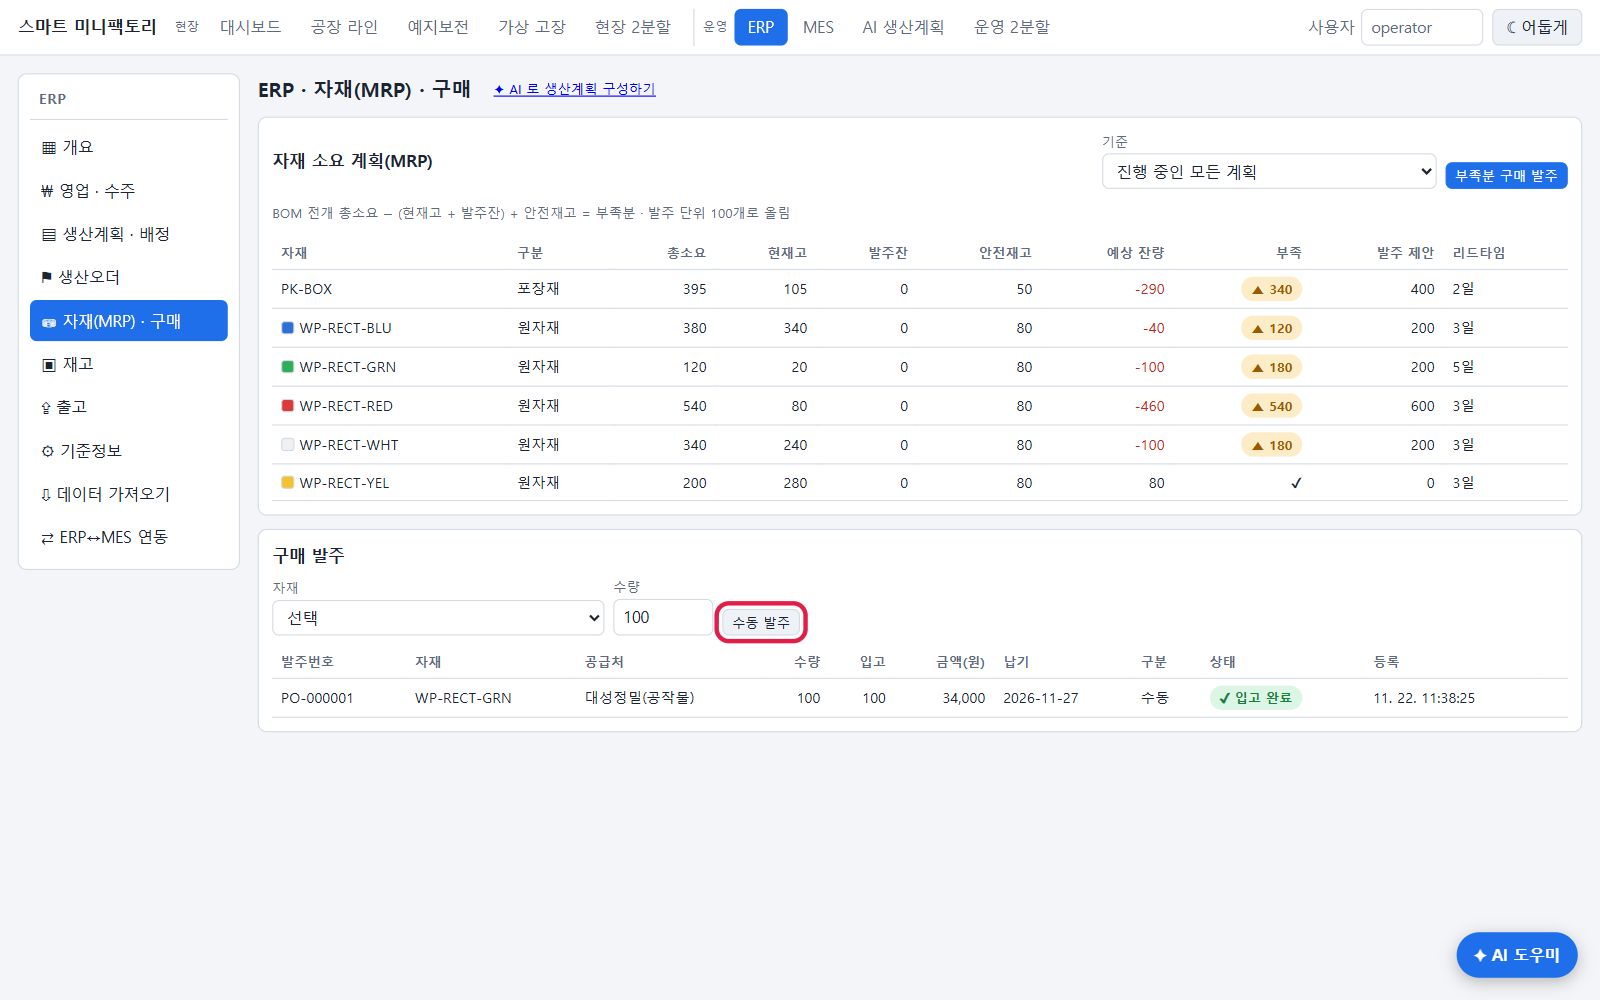 스마트 미니팩토리 현장 대시보드 공장 라인 예지보전 가상 고장 현장 2분할 운영 ERP MES AI 생산계획 운영 2분할 사용자 operator ☾ 어둡게
ERP
▦ 개요
₩ 영업 · 수주
▤ 생산계획 · 배정
⚑ 생산오더
자재(MRP) · 구매
▣ 재고
⇪ 출고
⚙ 기준정보
⇩ 데이터 가져오기
⇄ ERP↔MES 연동
ERP · 자재(MRP) · 구매 ✦ AI 로 생산계획 구성하기
자재 소요 계획(MRP)
기준
진행 중인 모든 계획
부족분 구매 발주
BOM 전개 총소요 − (현재고 + 발주잔) + 안전재고 = 부족분 · 발주 단위 100개로 올림
자재 구분 총소요 현재고 발주잔 안전재고 예상 잔량 부족 발주 제안 리드타임
PK-BOX 포장재 395 105 0 50 -290 ▲ 340 400 2일
WP-RECT-BLU 원자재 380 340 0 80 -40 ▲ 120 200 3일
WP-RECT-GRN 원자재 120 20 0 80 -100 ▲ 180 200 5일
WP-RECT-RED 원자재 540 80 0 80 -460 ▲ 540 600 3일
WP-RECT-WHT 원자재 340 240 0 80 -100 ▲ 180 200 3일
WP-RECT-YEL 원자재 200 280 0 80 80 ✓ 0 3일
구매 발주
자재 수량
선택 100 수동 발주
발주번호 자재 공급처 수량 입고 금액(원) 납기 구분 상태 등록
PO-000001 WP-RECT-GRN 대성정밀(공작물) 100 100 34,000 2026-11-27 수동 ✓ 입고 완료 11. 22. 11:38:25
✦ AI 도우미